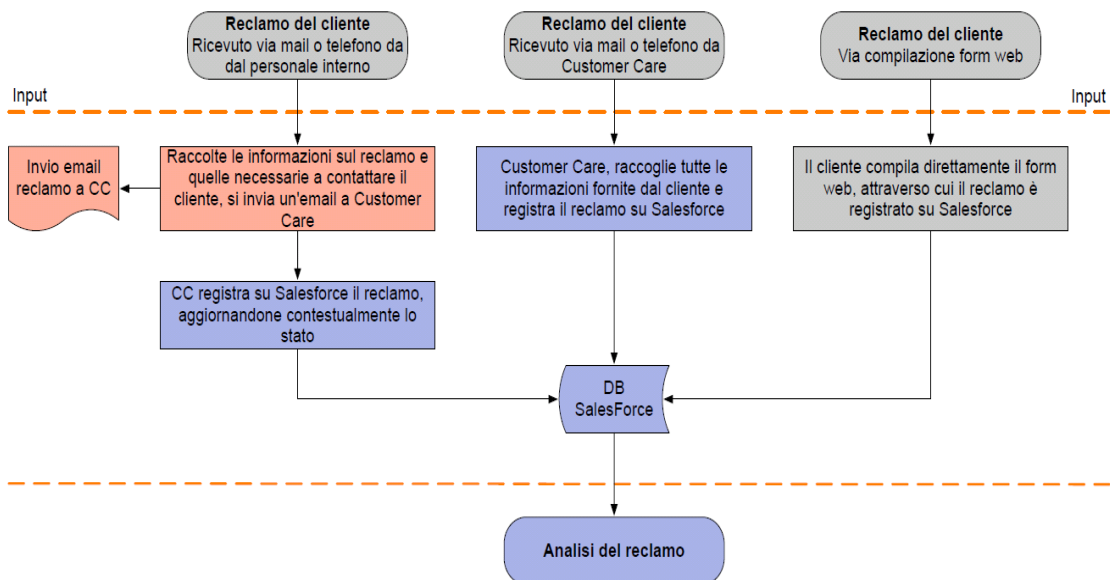 Reclamo del cliente
Ricevuto via mail o telefono da
dal personale interno
Reclamo del cliente
Ricevuto via mail o telefono da
Customer Care
Reclamo del cliente
Via compilazione form web
Input
Input
Invio email
reclamo a CC
Raccolte le informazioni sul reclamo e
quelle necessarie a contattare il
cliente, si invia un'email a Customer
Care
Customer Care, raccoglie tutte le
informazioni fornite dal cliente e
registra il reclamo su Salesforce
Il cliente compila direttamente il form
web, attraverso cui il reclamo è
registrato su Salesforce
CC registra su Salesforce il reclamo,
aggiornandone contestualmente lo
stato
DB
SalesForce
Analisi del reclamo